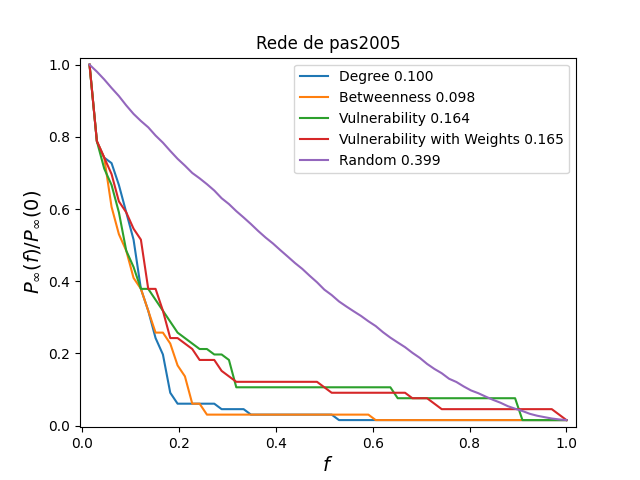 Rede de pas2005
Degree 0.100
Betweenness 0.098
Vulnerability 0.164
Vulnerability with Weights 0.165
Random 0.399
P∞(f)/P∞(0)
1.0
0.8
0.6
0.4
0.2
0.0
0.0 0.2 0.4 0.6 0.8 1.0
f